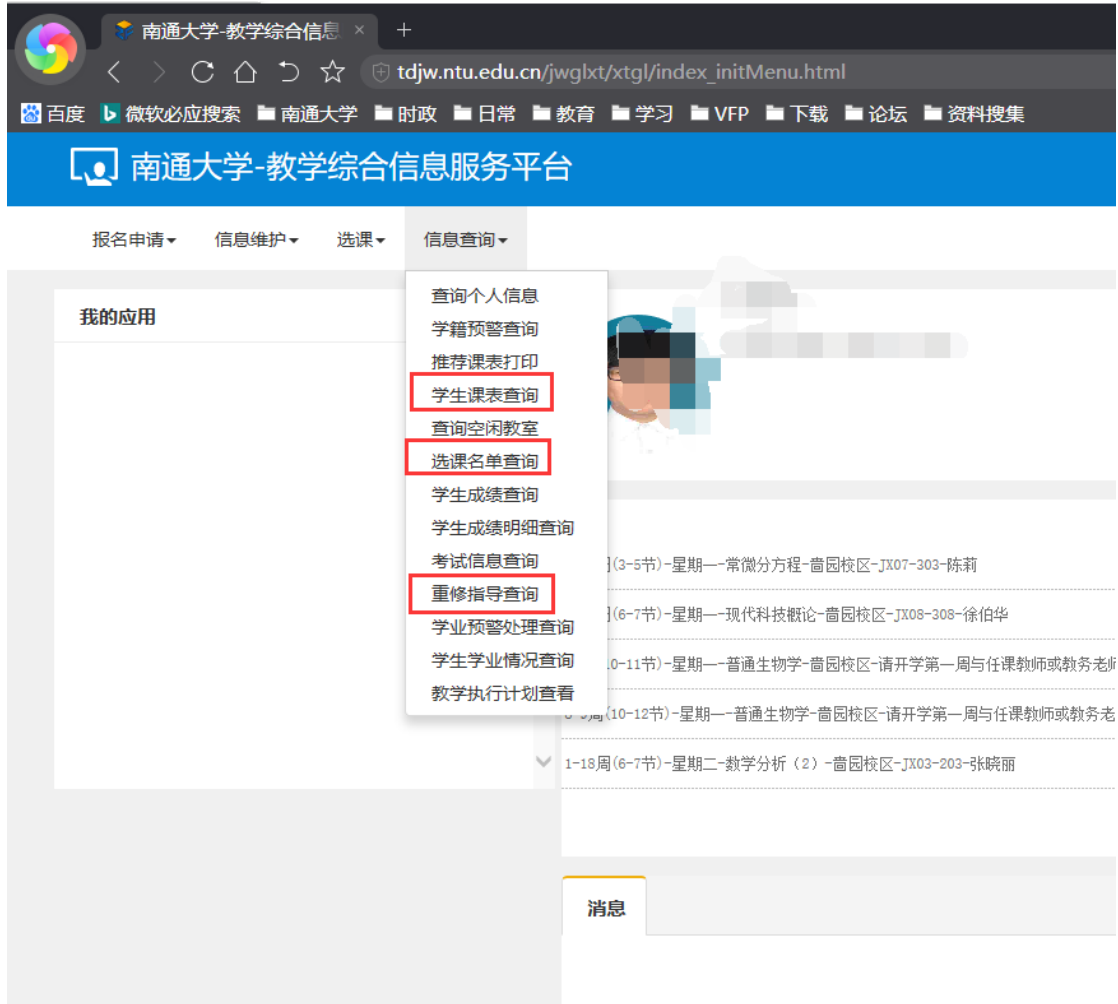 南通大学-教学综合信息
tdjw.ntu.edu.cn/jwglxt/xtgl/index_initMenu.html
百度 微软必应搜索 南通大学 时政 日常 教育 学习 VFP 下载 论坛 资料搜集
南通大学-教学综合信息服务平台
报名申请 信息维护 选课 信息查询
我的应用
查询个人信息
学籍预警查询
推荐课表打印
学生课表查询
查询空闲教室
选课名单查询
学生成绩查询
学生成绩明细查询
考试信息查询
重修指导查询
学业预警处理查询
学生学业情况查询
教学执行计划查看
(3-5节)-星期一-常微分方程-啬园校区-JX07-303-陈莉
(6-7节)-星期一-现代科技概论-啬园校区-JX08-308-徐伯华
0-11节)-星期一-普通生物学-啬园校区-请开学第一周与任课教师或教务老师
(10-12节)-星期一-普通生物学-啬园校区-请开学第一周与任课教师或教务老
1-18周(6-7节)-星期二-数学分析（2）-啬园校区-JX03-203-张晓丽
消息